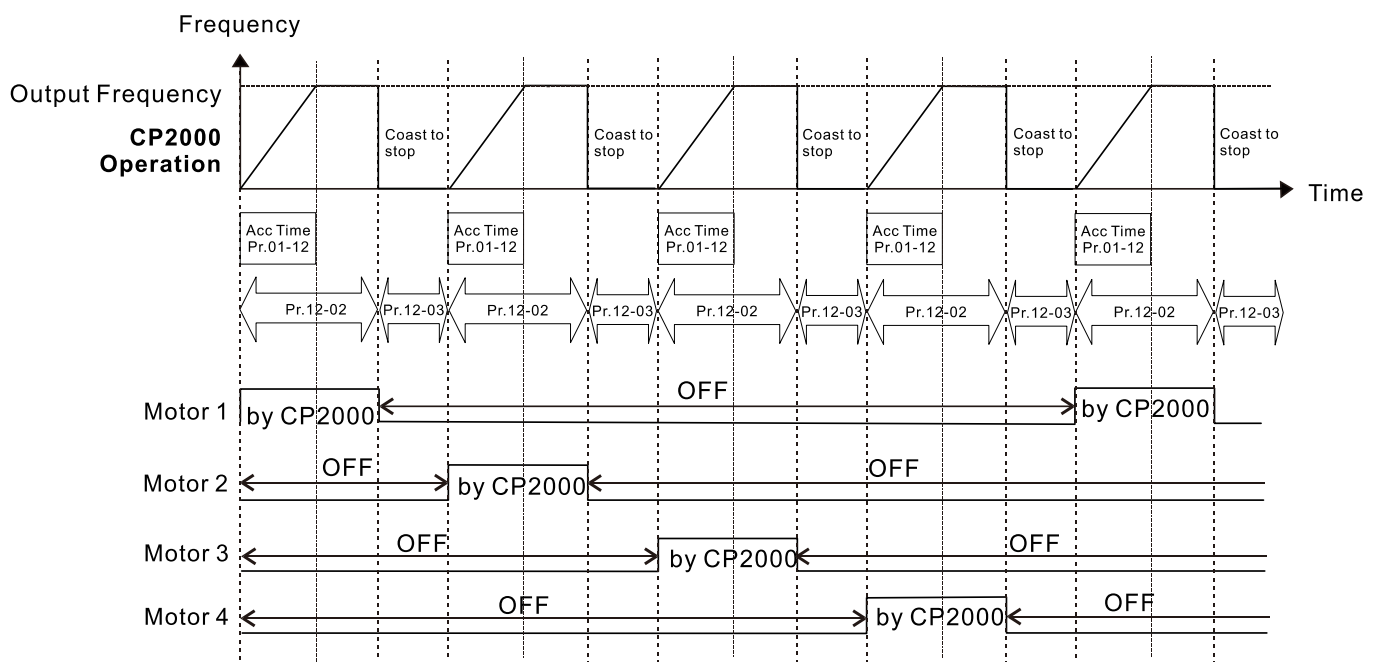 Frequency
Output Frequency
CP2000
Operation
Coast to
stop
Coast to
stop
Coast to
stop
Coast to
stop
Coast to
stop
Time
Acc Time
Pr.01-12
Acc Time
Pr.01-12
Acc Time
Pr.01-12
Acc Time
Pr.01-12
Acc Time
Pr.01-12
Pr.12-02
Pr.12-03
Pr.12-02
Pr.12-03
Pr.12-02
Pr.12-03
Pr.12-02
Pr.12-03
Pr.12-02
Pr.12-03
Motor 1
by CP2000
OFF
by CP2000
Motor 2
OFF
by CP2000
OFF
Motor 3
OFF
by CP2000
OFF
Motor 4
OFF
by CP2000
OFF